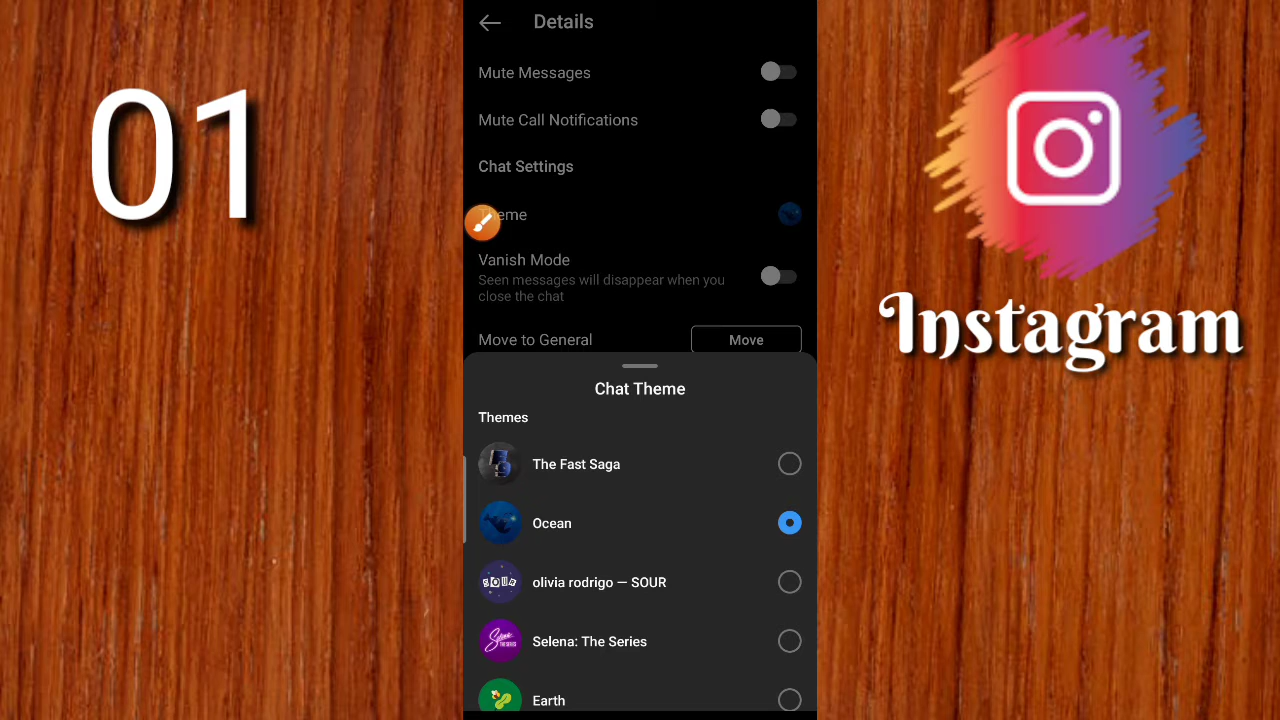 01
Details
Mute Messages
Mute Call Notifications
Chat Settings
eme
Vanish Mode
Seen messages will disappear when you
close the chat
Move to General
Move
Chat Theme
Themes
The Fast Saga
Ocean
SOUR
olivia rodrigo — SOUR
Selena: The Series
Earth
Instagram